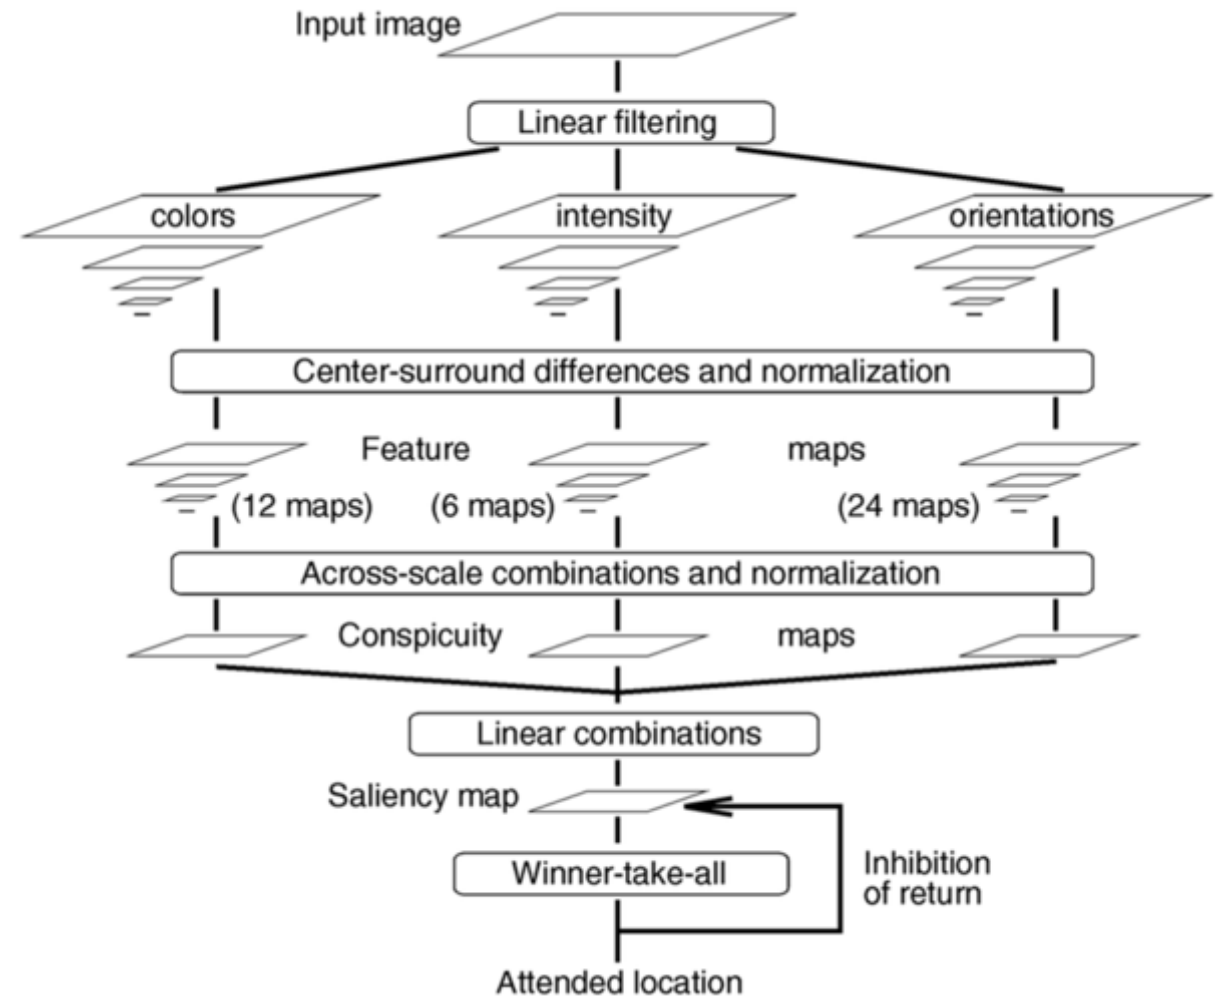 Input image
Linear filtering
colors intensity orientations
Center-surround differences and normalization
Feature maps
(12 maps) (6 maps) (24 maps)
Across-scale combinations and normalization
Conspicuity maps
Linear combinations
Saliency map
Winner-take-all
Inhibition
of return
Attended location